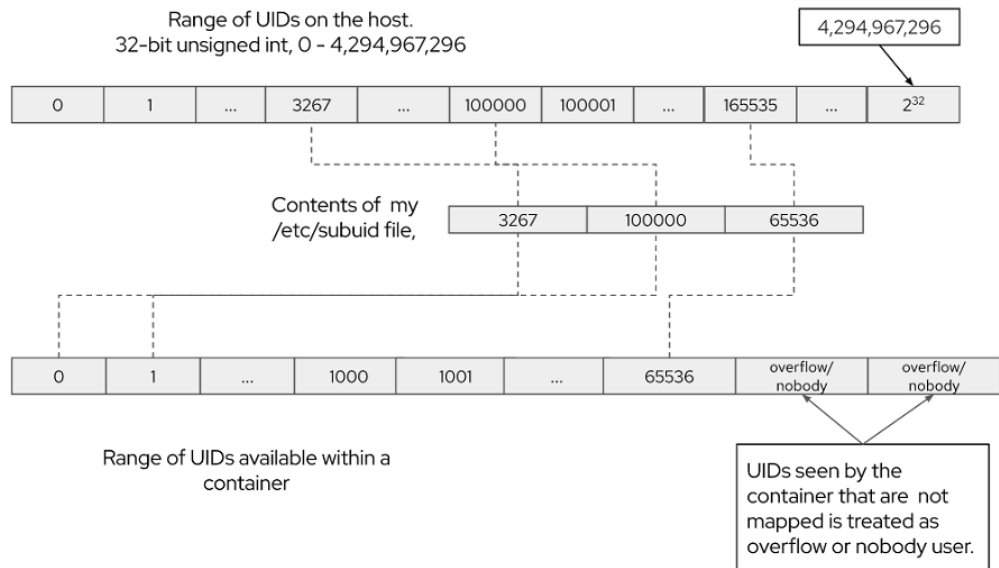 Range of UIDs on the host.
32-bit unsigned int, 0 - 4,294,967,296
4,294,967,296
0 1 ... 3267 ... 100000 100001 ... 165535 ... 2³²
Contents of my
/etc/subuid file,
3267 100000 65536
0 1 ... 1000 1001 ... 65536 overflow/ overflow/
nobody nobody
Range of UIDs available within a
container
UIDs seen by the
container that are not
mapped is treated as
overflow or nobody user.